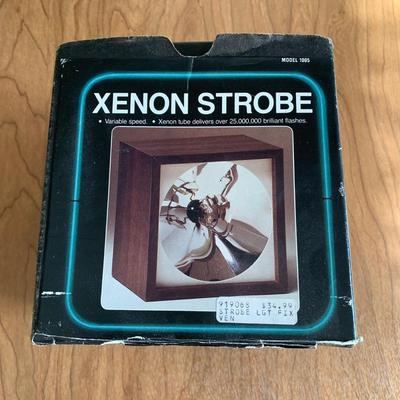 MODEL 1005
XENON STROBE
• Variable speed. • Xenon tube delivers over 25,000,000 brilliant flashes.
919068 $34.99
STROBE LGT FIX
VEN